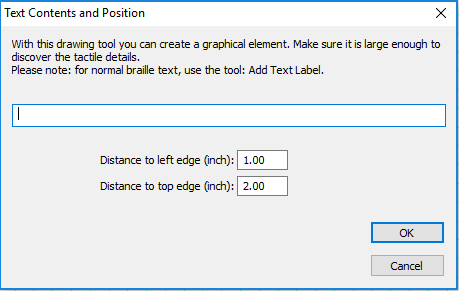 Text Contents and Position
With this drawing tool you can create a graphical element. Make sure it is large enough to
discover the tactile details.
Please note: for normal braille text, use the tool: Add Text Label.
Distance to left edge (inch): 1.00
Distance to top edge (inch): 2.00
OK
Cancel